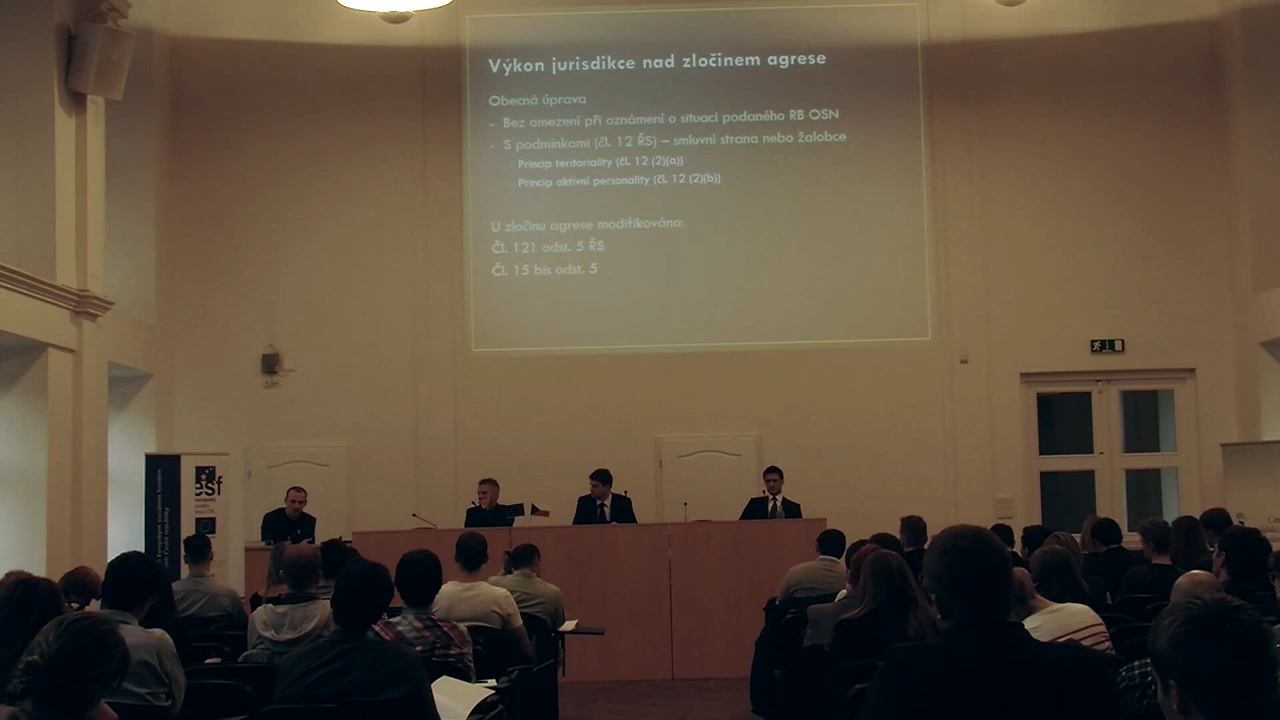 Výkon jurisdikce nad zločinem agrese
Obecná úprava
- Bez omezení při oznámení o situaci podaného RB OSN
- S podmínkami (čl. 12 ŘS) – smluvní strana nebo žalobce
- Princip teritoriality (čl. 12 (2)(a))
- Princip aktivní personality (čl. 12 (2)(b))
U zločinu agrese modifikováno:
Čl. 121 odst. 5 ŘS
Čl. 15 bis odst. 5
esf